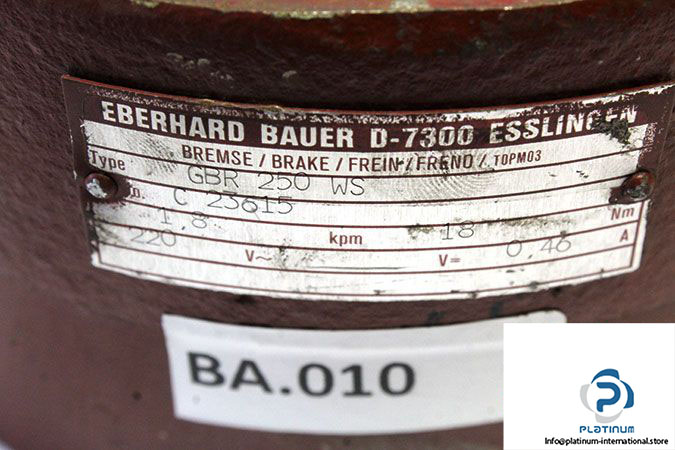 EBERHARD BAUER D-7300 ESSLINGEN
BREMSE / BRAKE / FREIN / FRENO / TOPMO3
Type GBR 250 WS
C 23615
1,8 kpm 18 Nm
220 V~ V= 0,46 A
BA.010
PLATINUM
Info@platinum-international.store